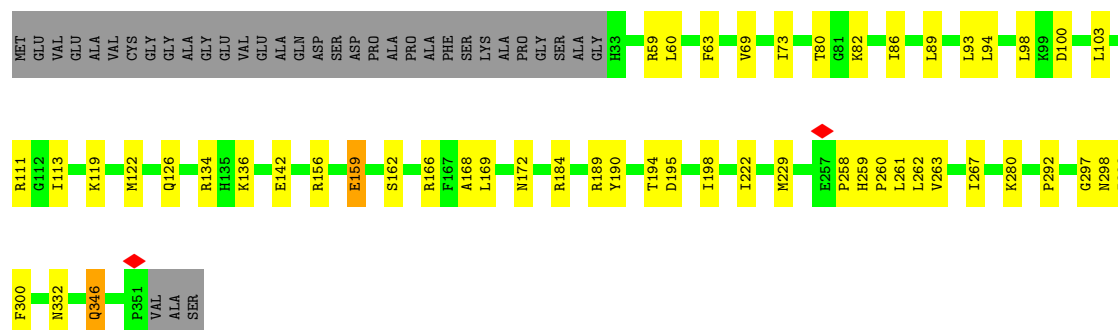 MET GLU VAL GLU ALA VAL CYS GLY GLY ALA GLY GLU VAL GLU ALA GLN ASP SER ASP PRO ALA PRO ALA PHE SER LYS ALA PRO GLY SER ALA GLY H33 R59 L60 F63 V69 I73 T80 G81 K82 I86 L89 L93 L94 L98 K99 D100 L103
R111 G112 I113 K119 M122 Q126 R134 H135 K136 E142 R156 E159 S162 R166 F167 A168 L169 N172 R184 R189 Y190 T194 D195 I198 I222 M229 E257 P258 H259 P260 L261 L262 V263 I267 K280 P292 G297 N298
F300 N332 Q346 P351 VAL ALA SER